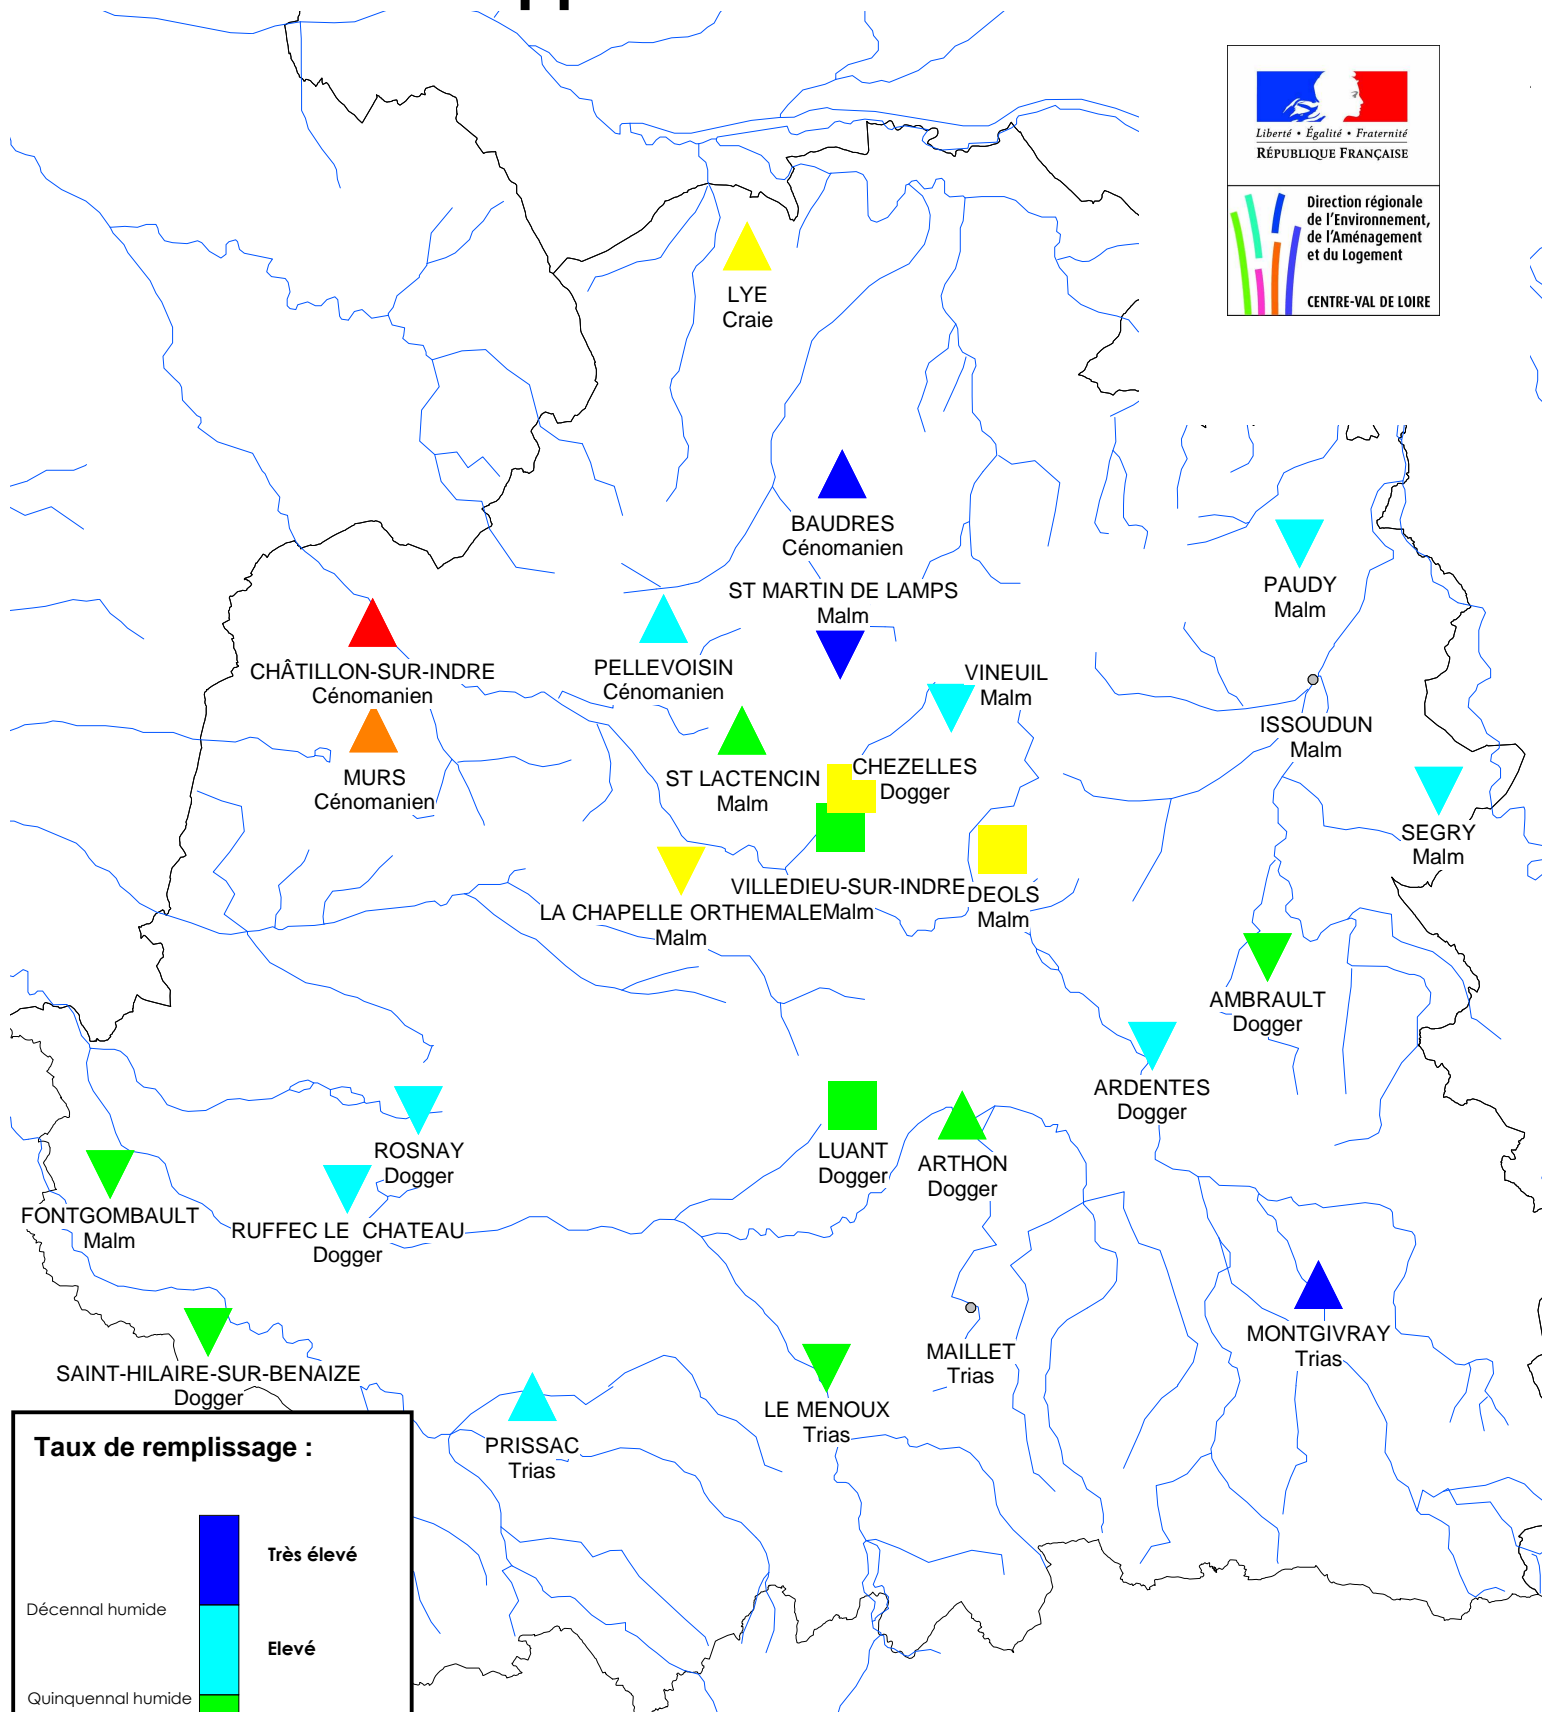 Liberté • Égalité • Fraternité
RÉPUBLIQUE FRANÇAISE
Direction régionale
de l'Environnement,
de l'Aménagement
et du Logement
CENTRE-VAL DE LOIRE
LYE
Craie
BAUDRES
Cénomanien
ST MARTIN DE LAMPS
Malm
PAUDY
Malm
CHÂTILLON-SUR-INDRE
Cénomanien
PELLEVOISIN
Cénomanien
VINEUIL
Malm
ISSOUDUN
Malm
MURS
Cénomanien
ST LACTENCIN
Malm
CHEZELLES
Dogger
SEGRY
Malm
VILLEDIEU-SUR-INDRE
Malm
DEOLS
Malm
LA CHAPELLE ORTHEMALE
Malm
AMBRAULT
Dogger
ARDENTES
Dogger
ROSNAY
Dogger
LUANT
Dogger
ARTHON
Dogger
FONTGOMBAULT
Malm
RUFFEC LE  CHATEAU
Dogger
MONTGIVRAY
Trias
MAILLET
Trias
SAINT-HILAIRE-SUR-BENAIZE
Dogger
LE MENOUX
Trias
PRISSAC
Trias
Taux de remplissage :
Très élevé
Décennal humide
Elevé
Quinquennal humide